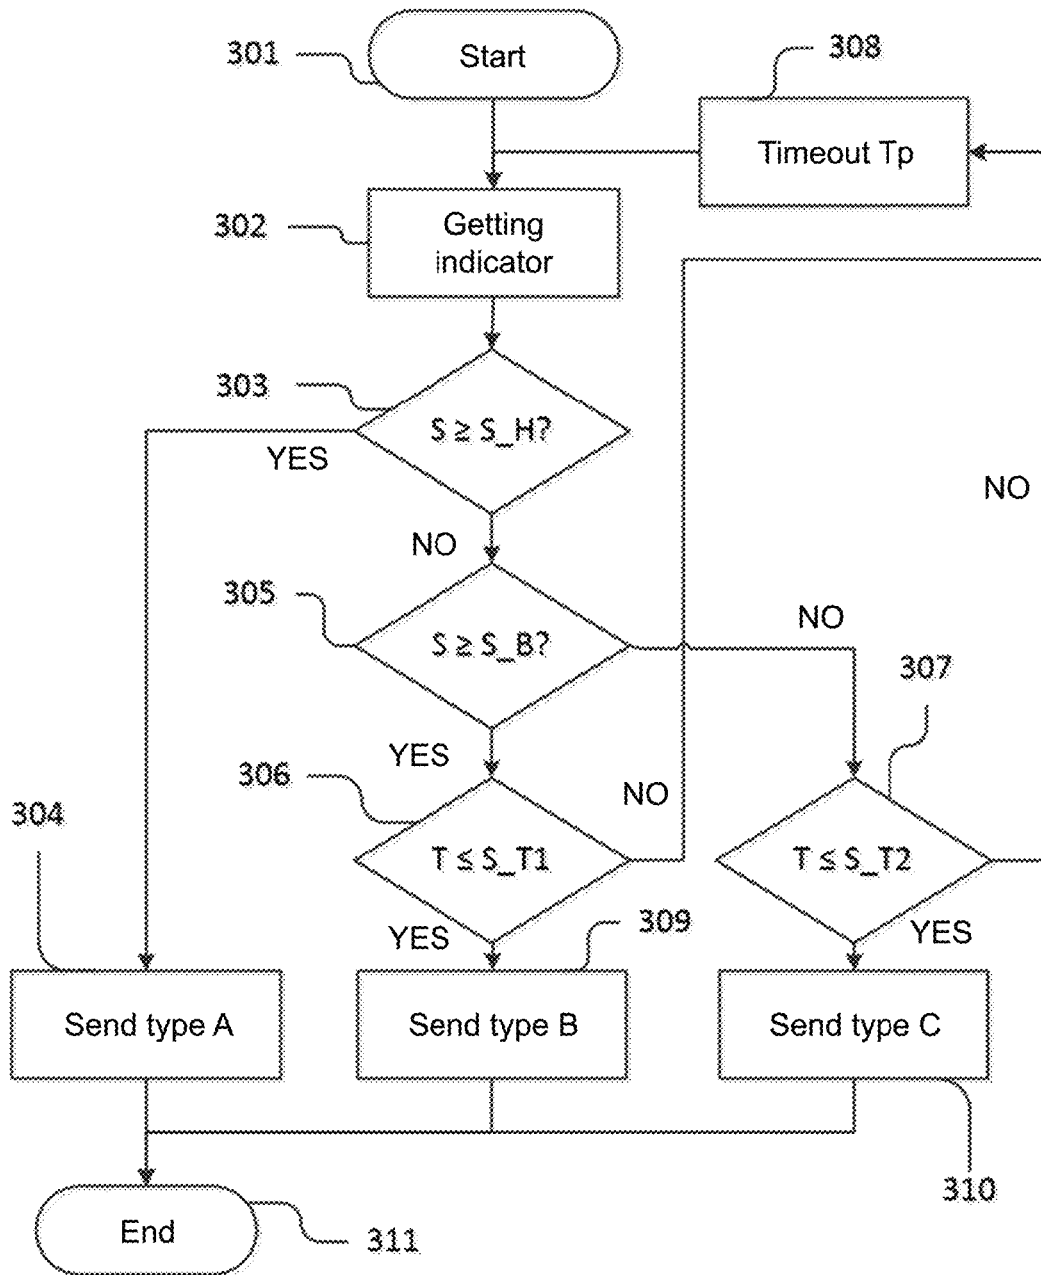 301
Start
308
Timeout Tp
302
Getting
indicator
303
S ≥ S_H?
YES
NO
NO
305
S ≥ S_B?
NO
307
YES
306
NO
304
T ≤ S_T1
T ≤ S_T2
YES
309
YES
Send type A
Send type B
Send type C
310
End
311